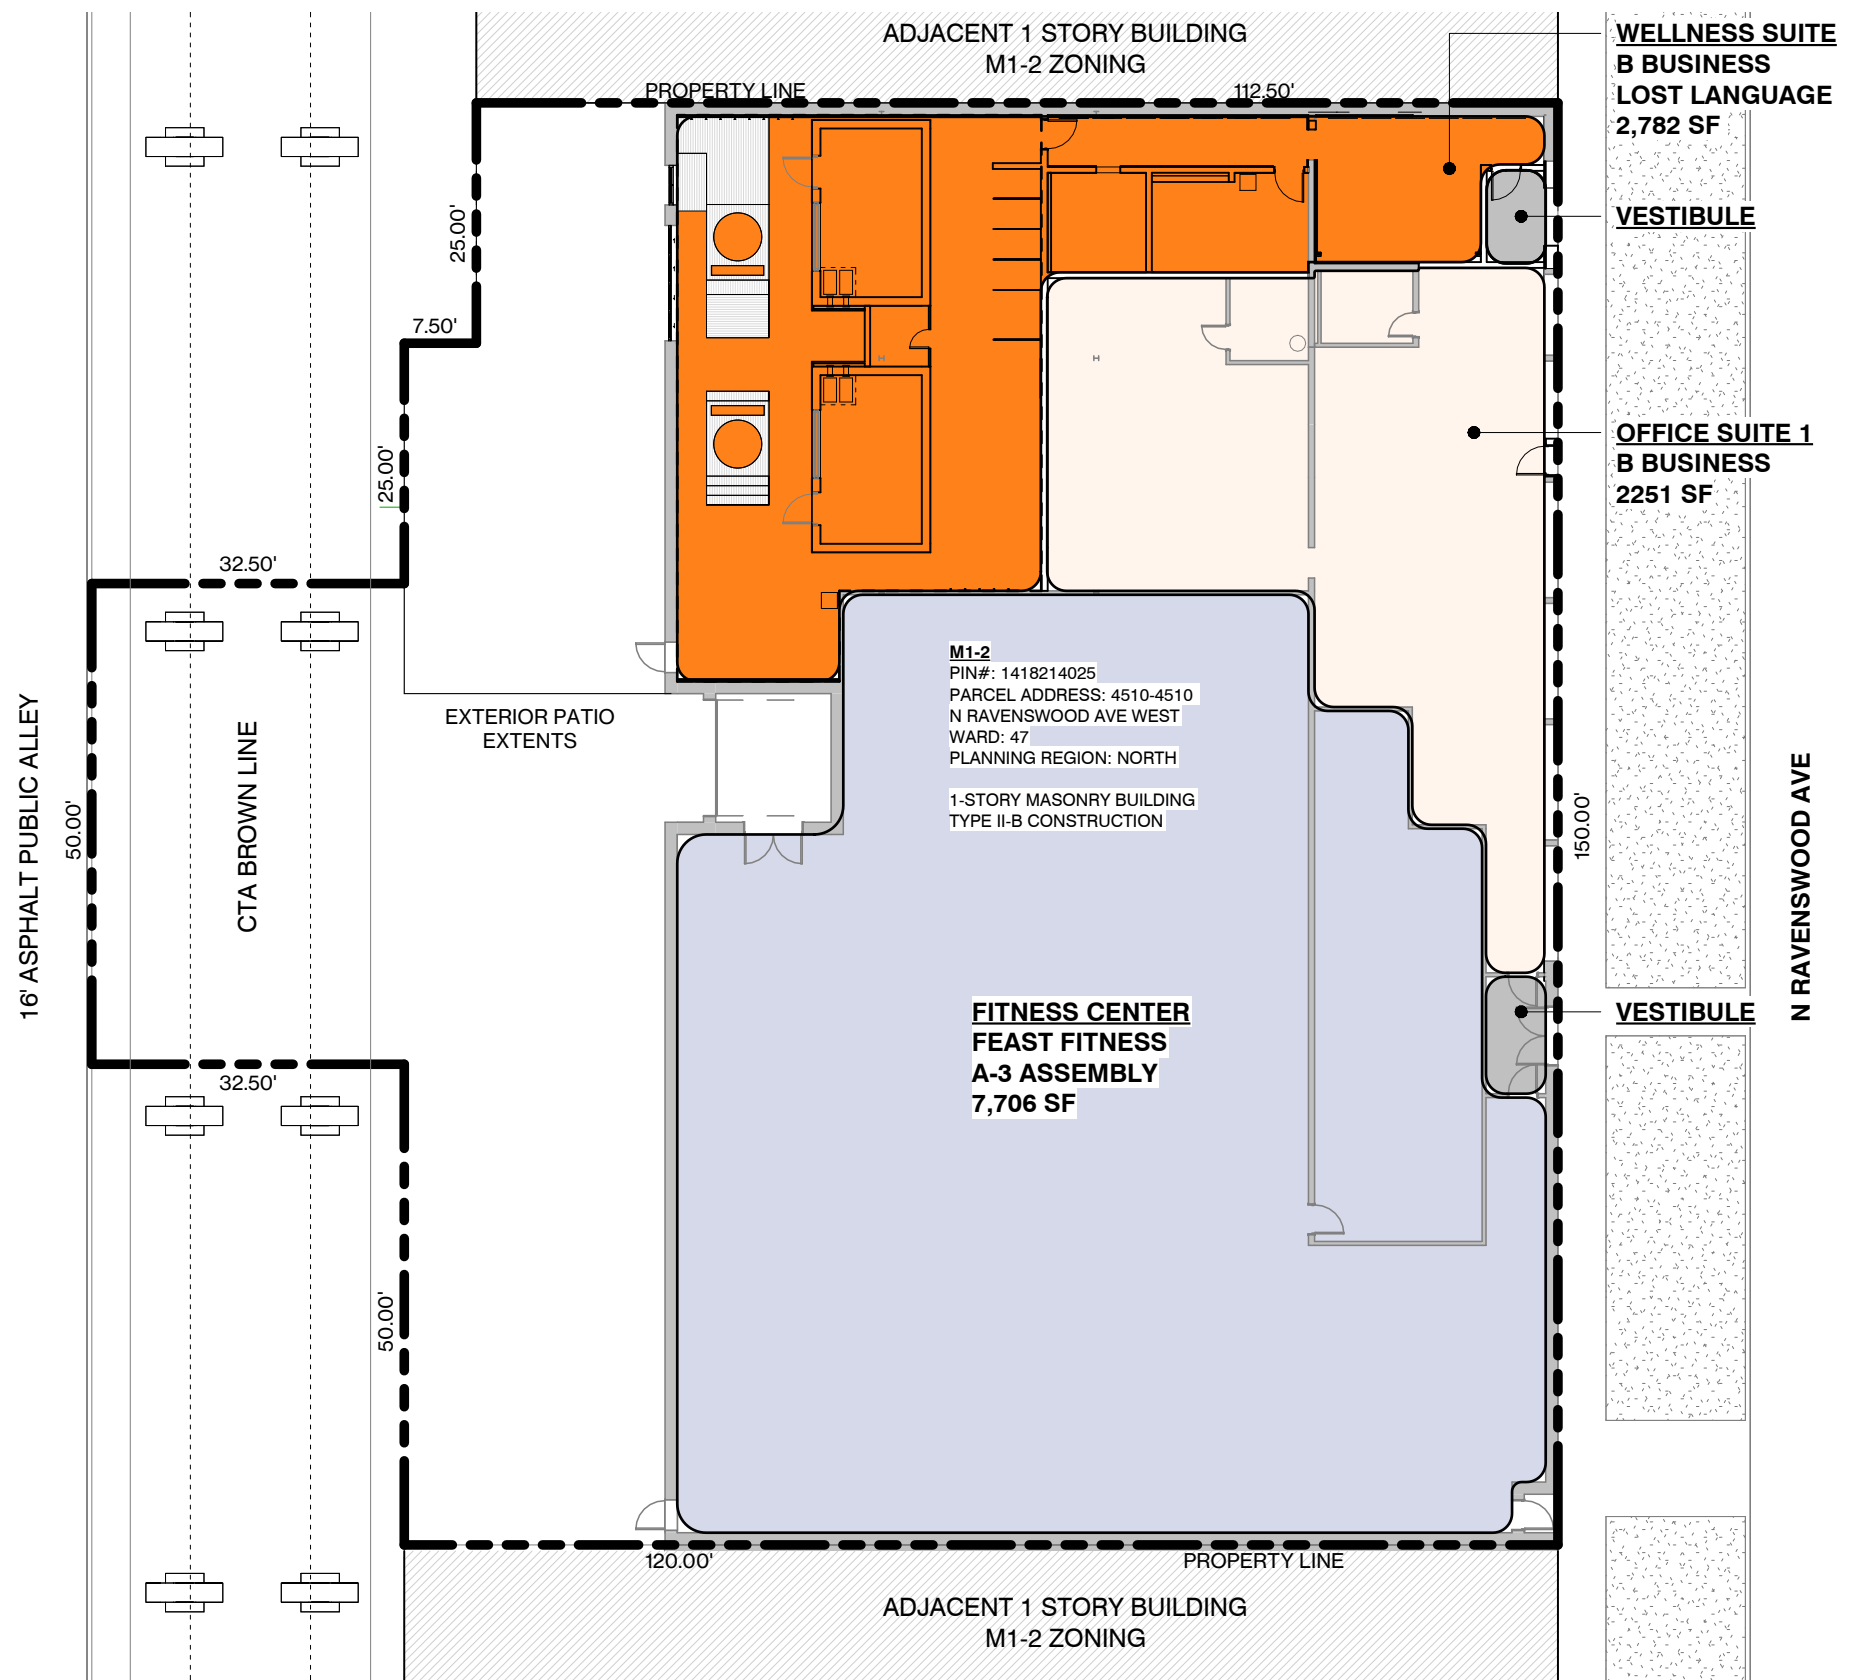 ADJACENT 1 STORY BUILDING
M1-2 ZONING
PROPERTY LINE
112.50'
WELLNESS SUITE
B BUSINESS
LOST LANGUAGE
2,782 SF
VESTIBULE
25.00'
7.50'
OFFICE SUITE 1
B BUSINESS
2251 SF
25.00'
32.50'
M1-2
PIN#: 1418214025
PARCEL ADDRESS: 4510-4510
N RAVENSWOOD AVE WEST
WARD: 47
PLANNING REGION: NORTH
1-STORY MASONRY BUILDING
TYPE II-B CONSTRUCTION
EXTERIOR PATIO
EXTENTS
16' ASPHALT PUBLIC ALLEY
50.00'
CTA BROWN LINE
150.00'
N RAVENSWOOD AVE
FITNESS CENTER
FEAST FITNESS
A-3 ASSEMBLY
7,706 SF
VESTIBULE
32.50'
50.00'
120.00'
PROPERTY LINE
ADJACENT 1 STORY BUILDING
M1-2 ZONING